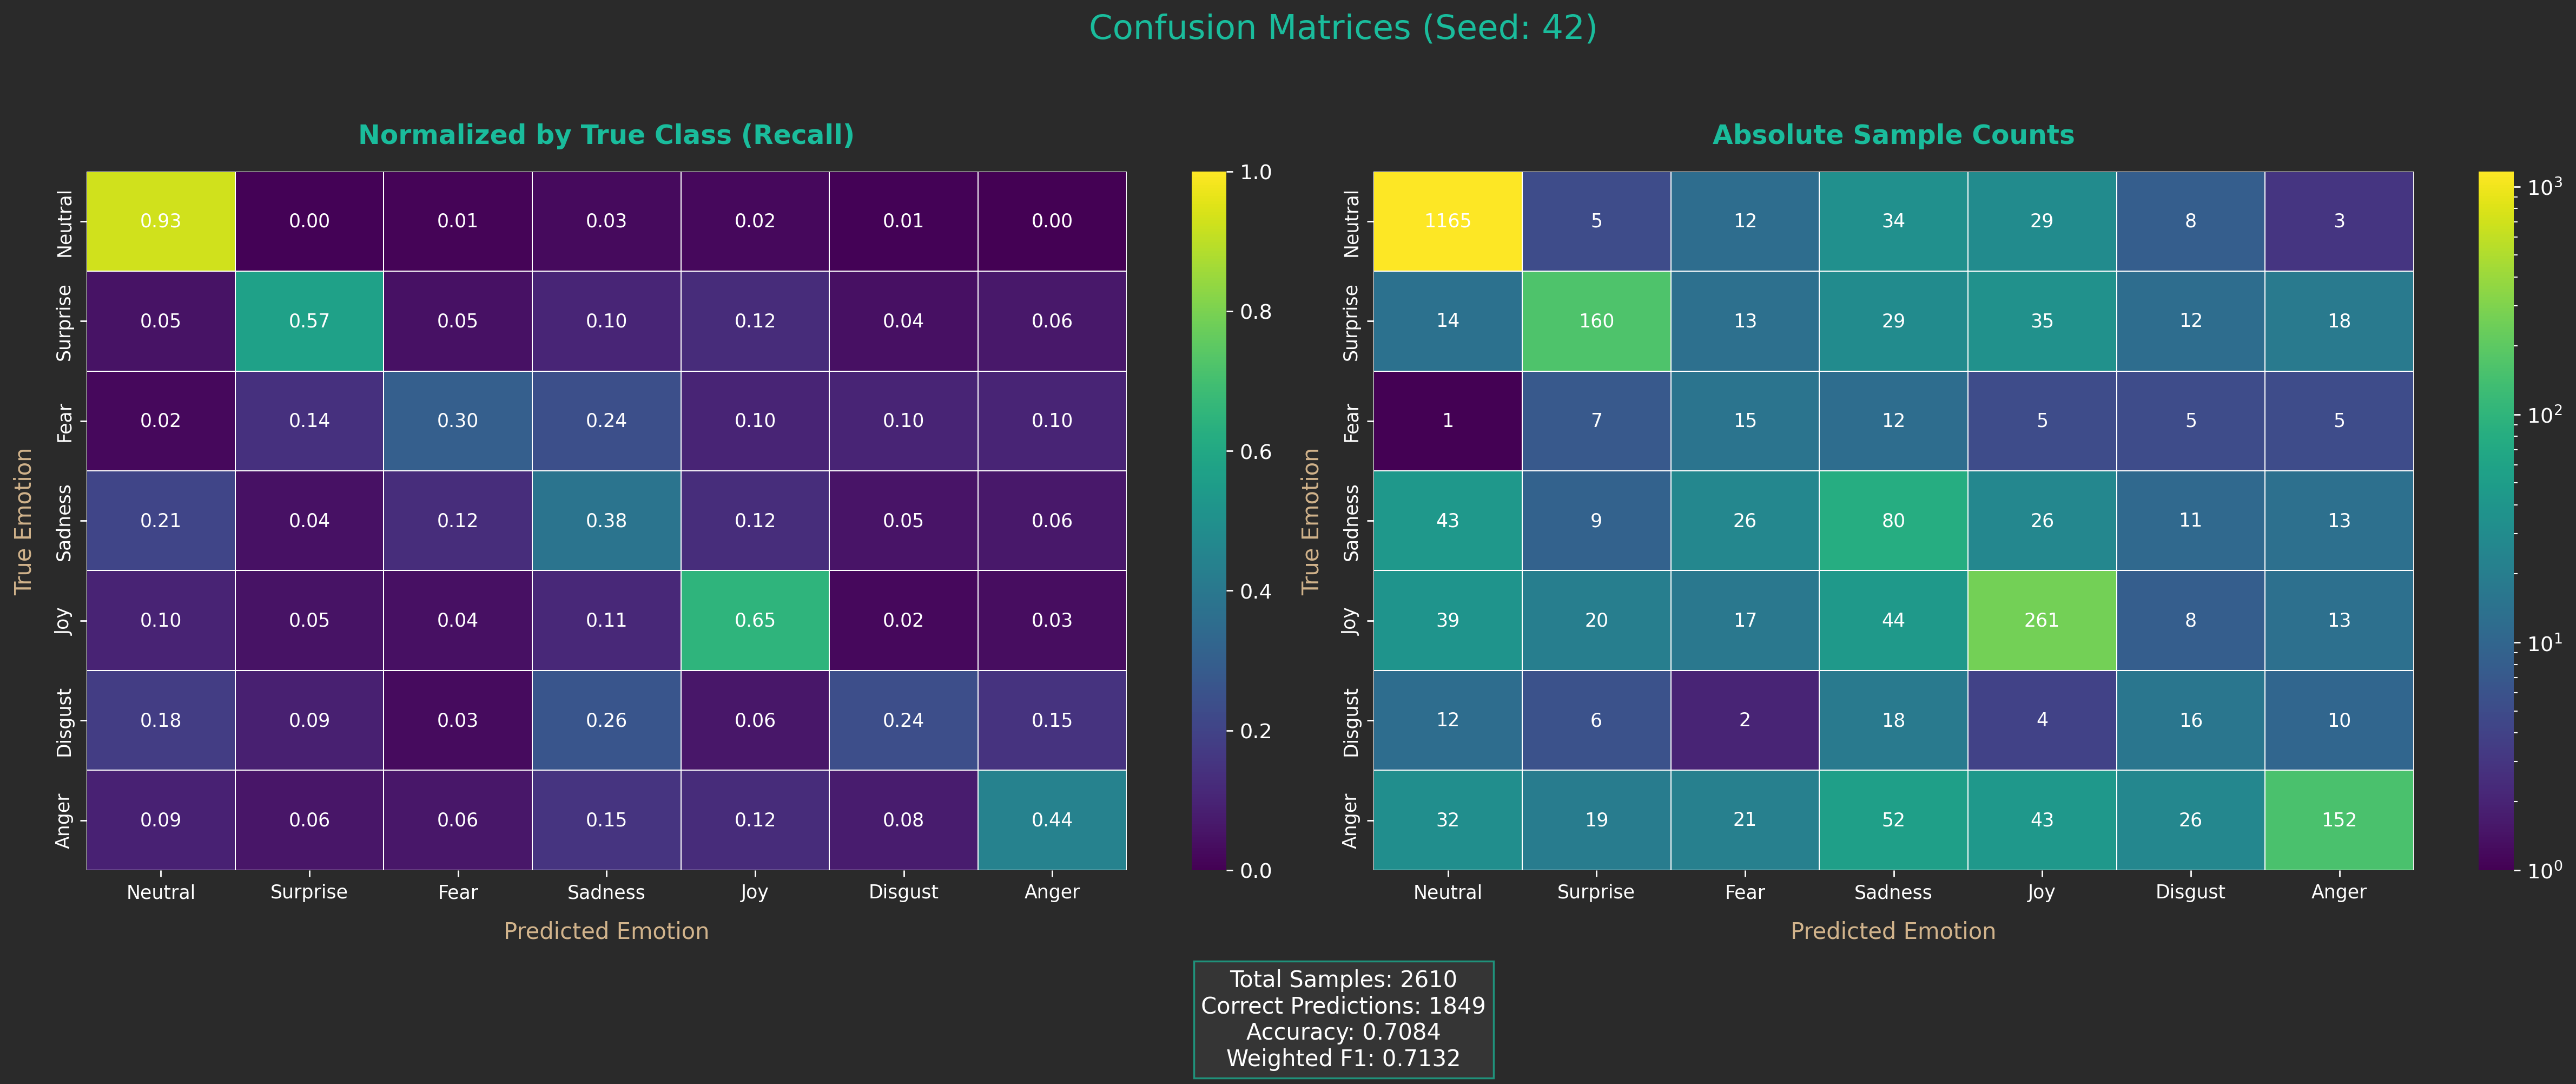 Confusion Matrices (Seed: 42)
Normalized by True Class (Recall)
True Emotion
Neutral 0.93 0.00 0.01 0.03 0.02 0.01 0.00
Surprise 0.05 0.57 0.05 0.10 0.12 0.04 0.06
Fear 0.02 0.14 0.30 0.24 0.10 0.10 0.10
Sadness 0.21 0.04 0.12 0.38 0.12 0.05 0.06
Joy 0.10 0.05 0.04 0.11 0.65 0.02 0.03
Disgust 0.18 0.09 0.03 0.26 0.06 0.24 0.15
Anger 0.09 0.06 0.06 0.15 0.12 0.08 0.44
Neutral Surprise Fear Sadness Joy Disgust Anger
Predicted Emotion
1.0
0.8
0.6
0.4
0.2
0.0
Absolute Sample Counts
True Emotion
Neutral 1165 5 12 34 29 8 3
Surprise 14 160 13 29 35 12 18
Fear 1 7 15 12 5 5 5
Sadness 43 9 26 80 26 11 13
Joy 39 20 17 44 261 8 13
Disgust 12 6 2 18 4 16 10
Anger 32 19 21 52 43 26 152
Neutral Surprise Fear Sadness Joy Disgust Anger
Predicted Emotion
10³
10²
10¹
10⁰
Total Samples: 2610
Correct Predictions: 1849
Accuracy: 0.7084
Weighted F1: 0.7132